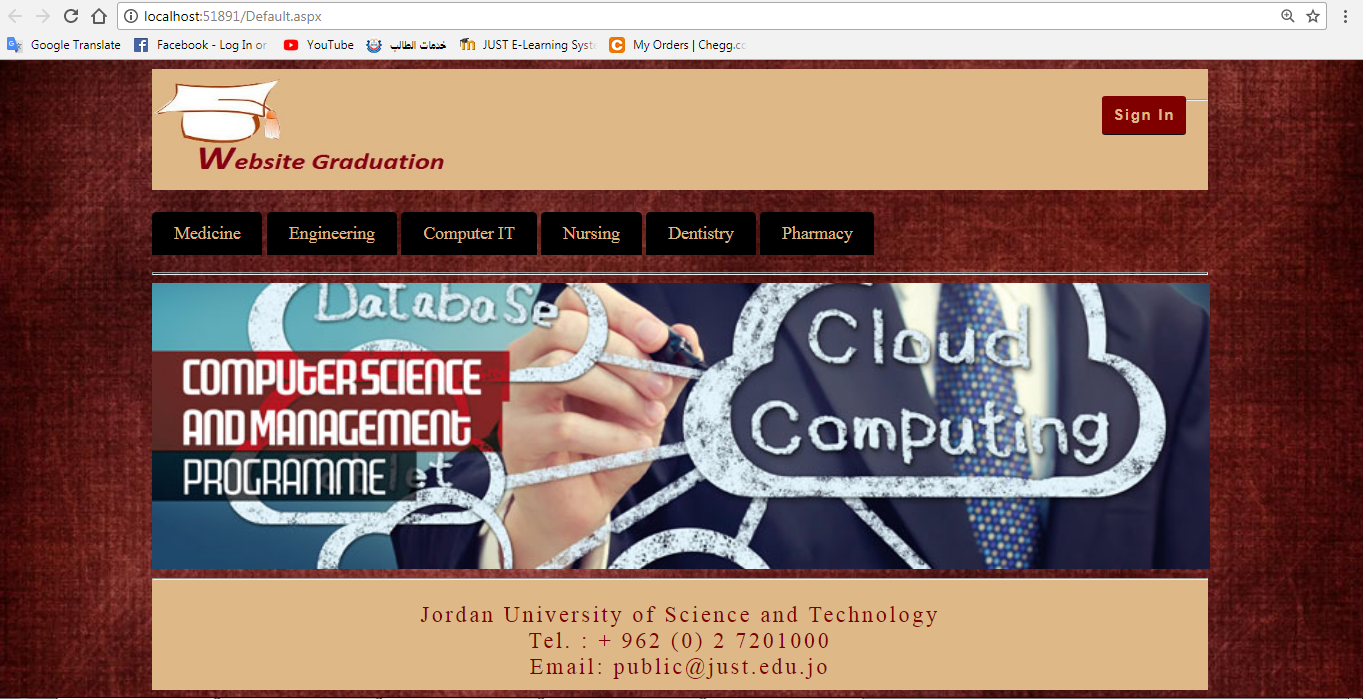 localhost:51891/Default.aspx
Google Translate Facebook - Log In or YouTube خدمات الطالب JUST E-Learning Syst My Orders | Chegg.co
Sign In
Website Graduation
Medicine Engineering Computer IT Nursing Dentistry Pharmacy
Database
Cloud
Computing
COMPUTER SCIENCE
AND MANAGEMENT
PROGRAMME
Jordan University of Science and Technology
Tel. : + 962 (0) 2 7201000
Email: public@just.edu.jo